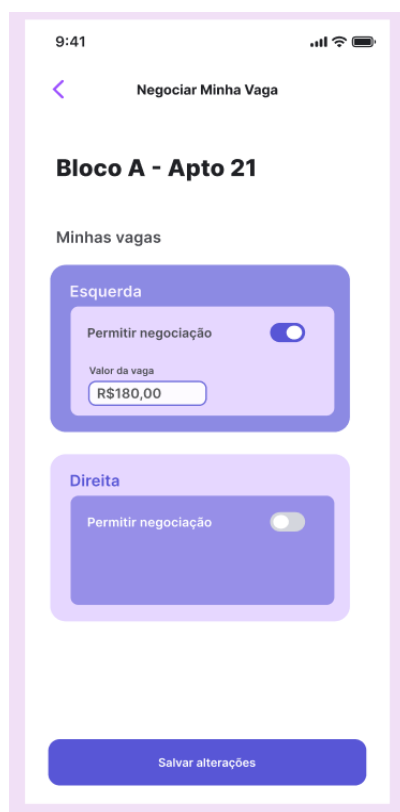 9:41
Negociar Minha Vaga
Bloco A - Apto 21
Minhas vagas
Esquerda
Permitir negociação
Valor da vaga
R$180,00
Direita
Permitir negociação
Salvar alterações